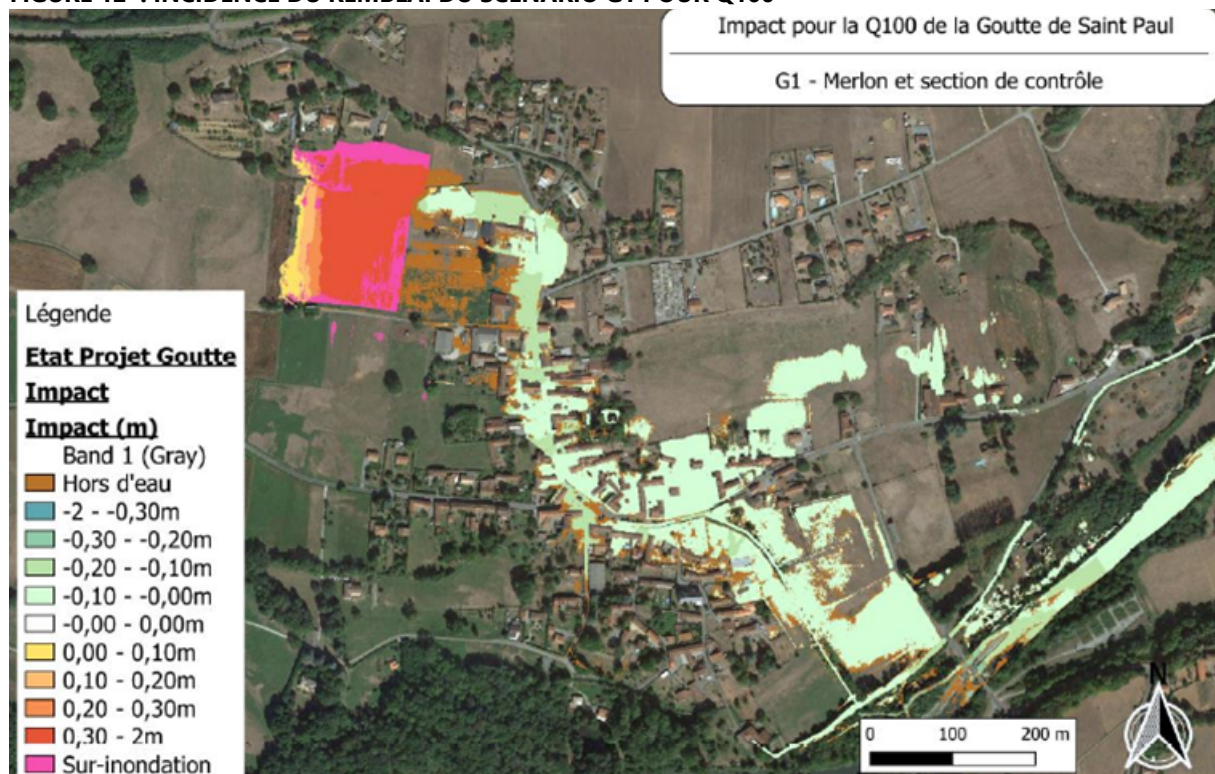 Impact pour la Q100 de la Goutte de Saint Paul
G1 - Merlon et section de contrôle
Légende
Etat Projet Goutte
Impact
Impact (m)
Band 1 (Gray)
Hors d'eau
-2 - -0,30m
-0,30 - -0,20m
-0,20 - -0,10m
-0,10 - -0,00m
-0,00 - 0,00m
0,00 - 0,10m
0,10 - 0,20m
0,20 - 0,30m
0,30 - 2m
Sur-inondation
N
0 100 200 m